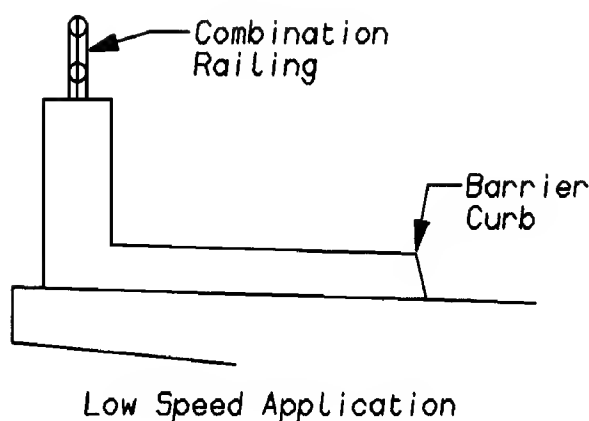 Combination
Railing
Barrier
Curb
Low Speed Application